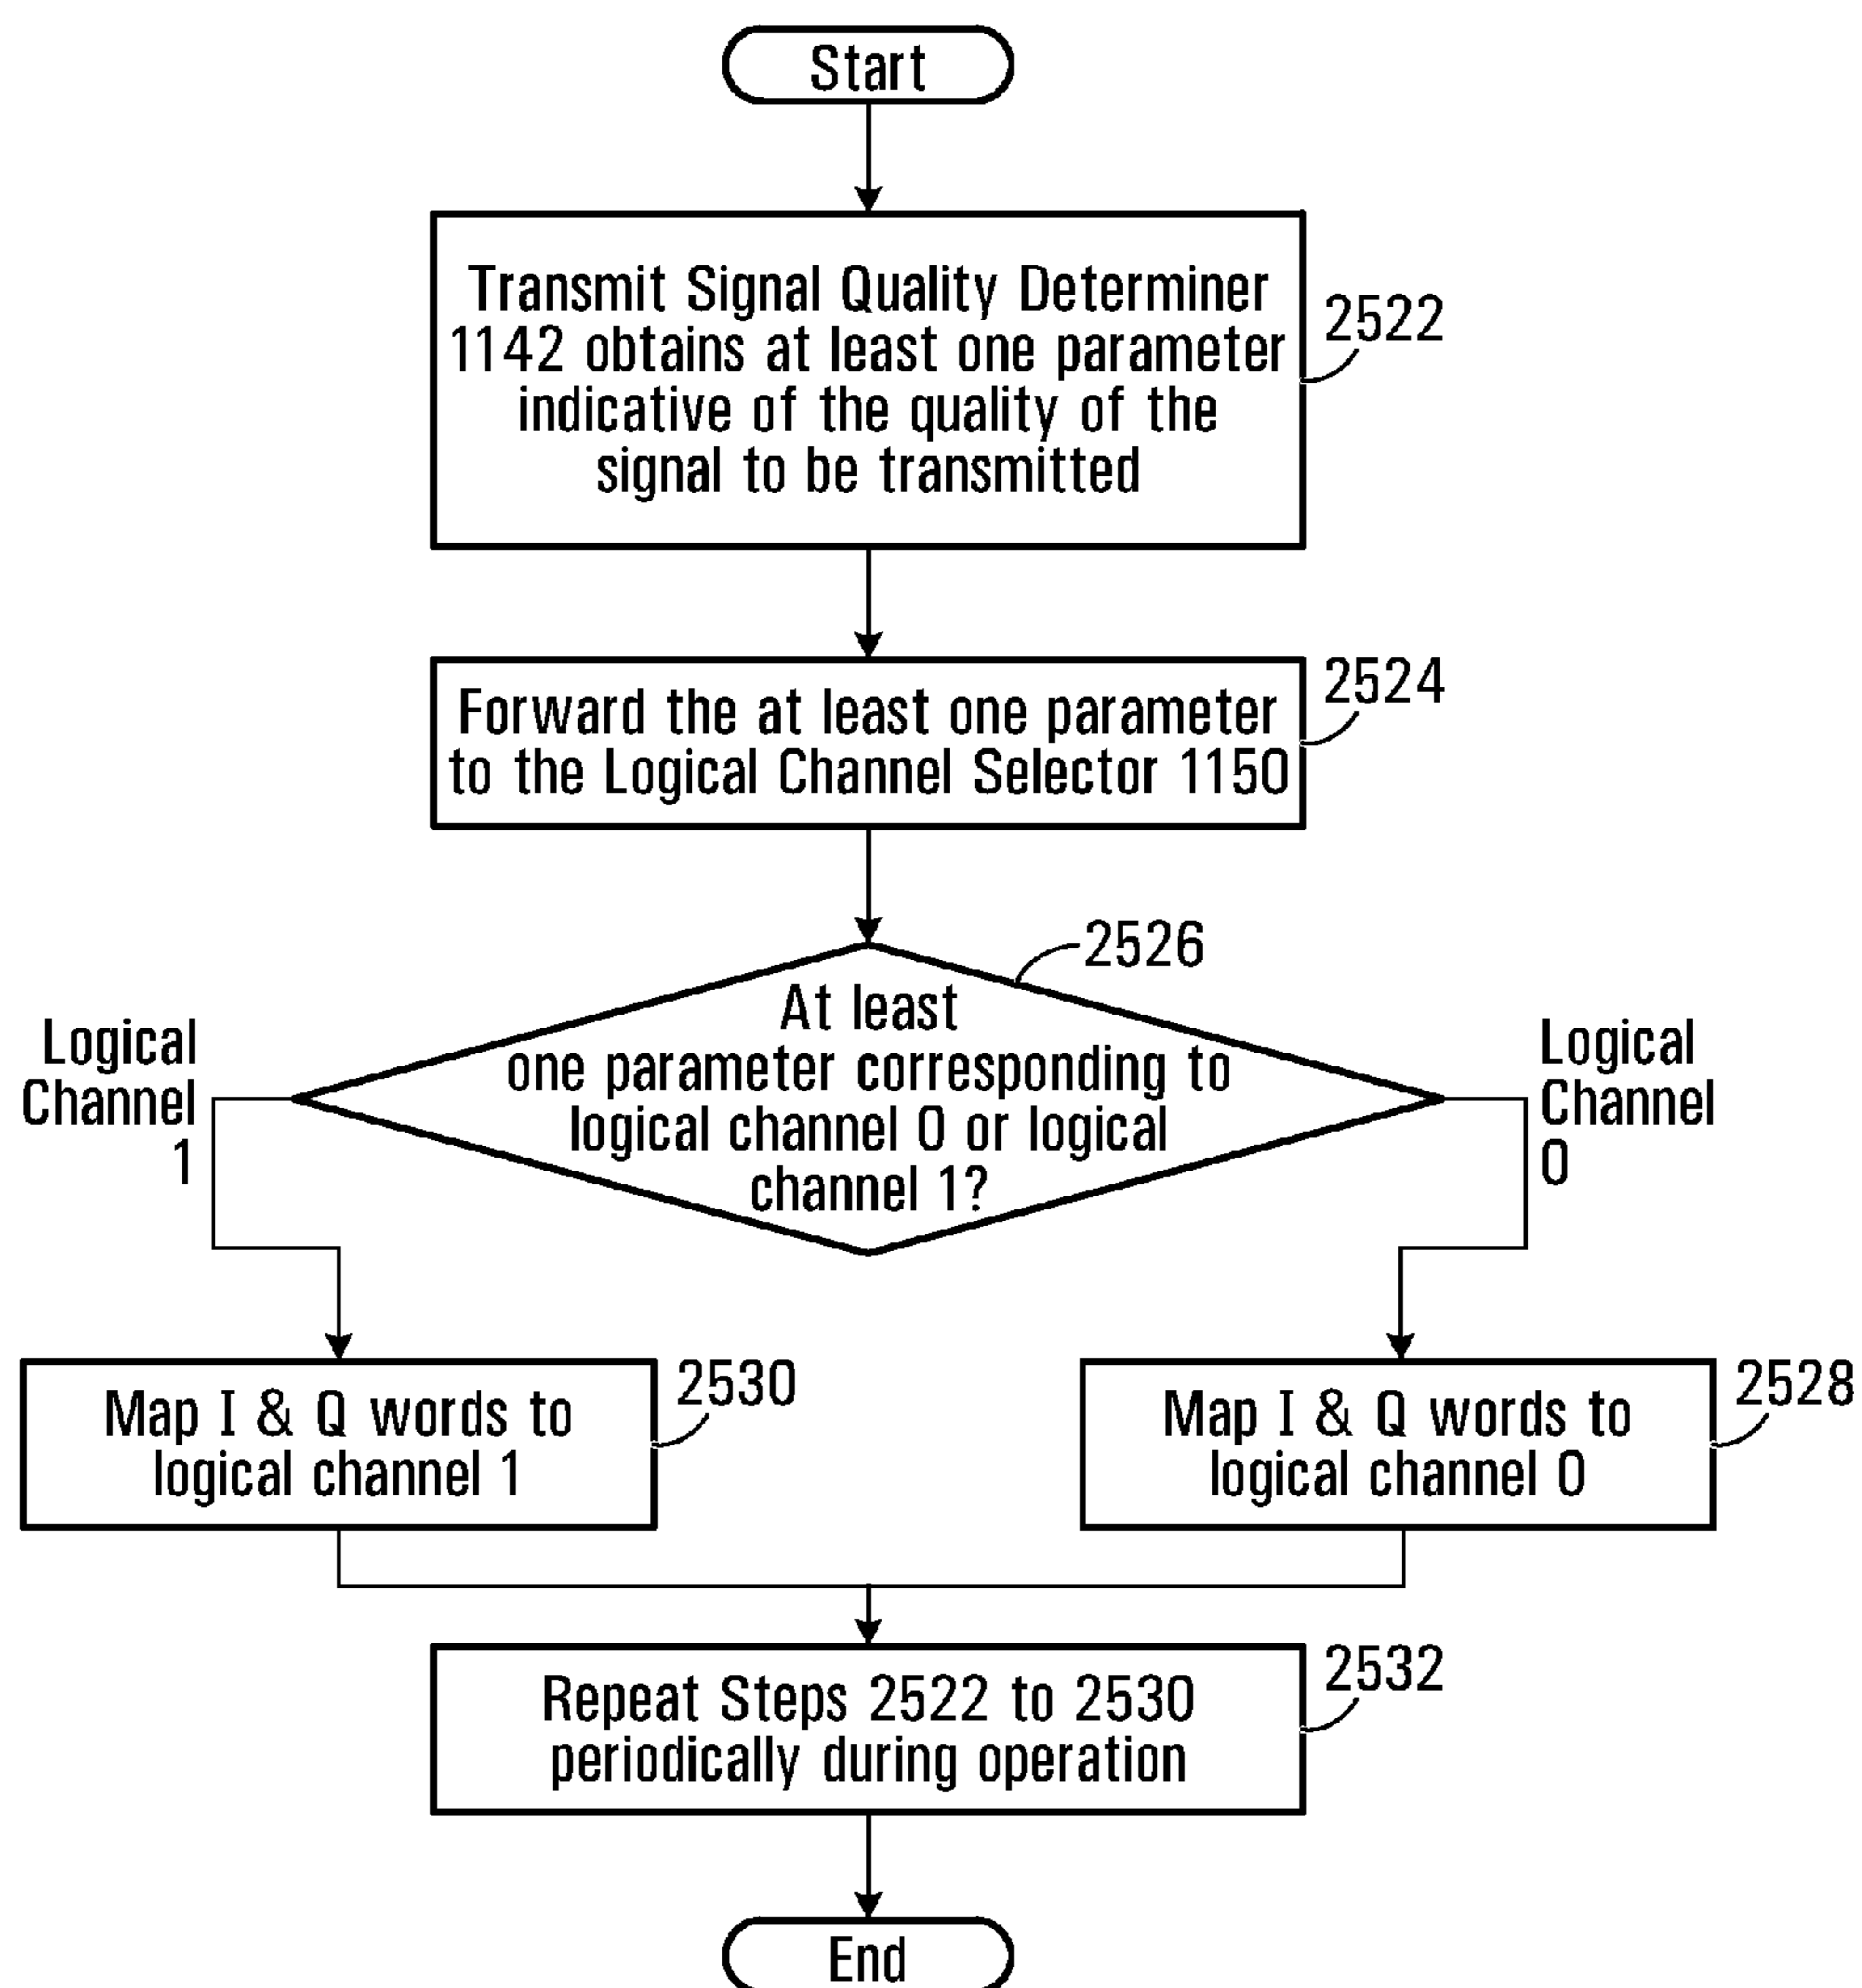 Start
Transmit Signal Quality Determiner
1142 obtains at least one parameter
indicative of the quality of the
signal to be transmitted
2522
Forward the at least one parameter
to the Logical Channel Selector 1150
2524
2526
At least
one parameter corresponding to
logical channel 0 or logical
channel 1?
Logical
Channel
1
Logical
Channel
0
Map I & Q words to
logical channel 1
2530
Map I & Q words to
logical channel 0
2528
Repeat Steps 2522 to 2530
periodically during operation
2532
End